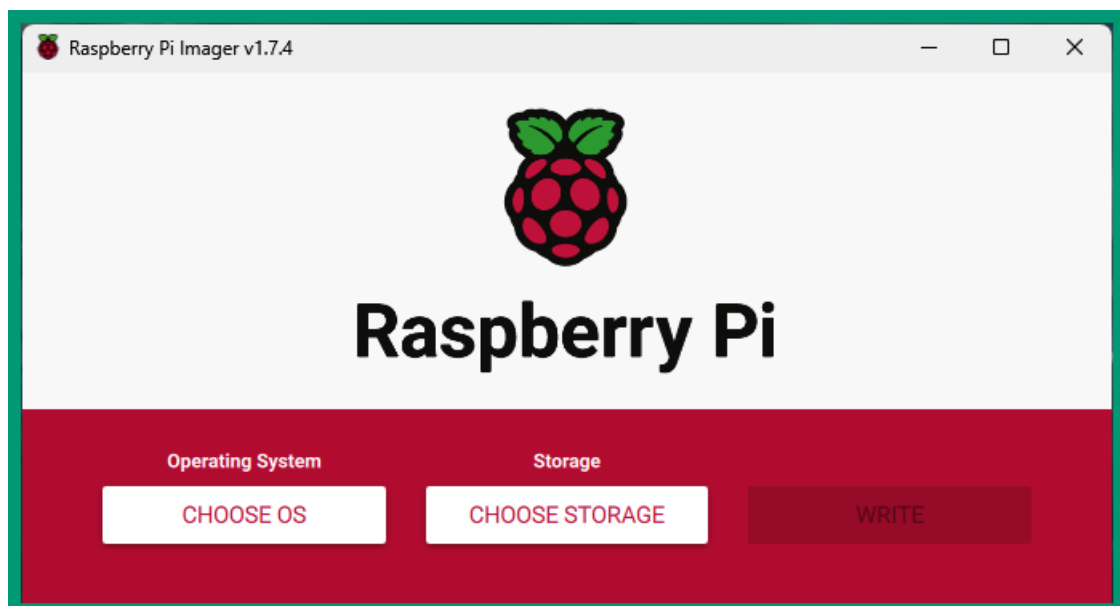 Raspberry Pi Imager v1.7.4
Raspberry Pi
Operating System
Storage
CHOOSE OS
CHOOSE STORAGE
WRITE